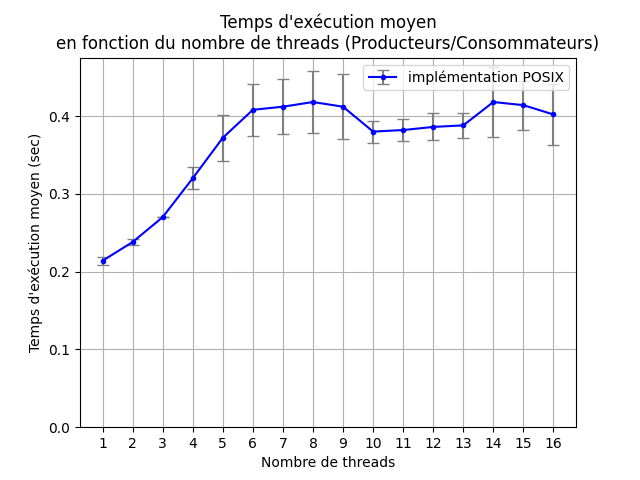 Temps d'exécution moyen
en fonction du nombre de threads (Producteurs/Consommateurs)
implémentation POSIX
Temps d'exécution moyen (sec)
0.4
0.3
0.2
0.1
0.0
1 2 3 4 5 6 7 8 9 10 11 12 13 14 15 16
Nombre de threads